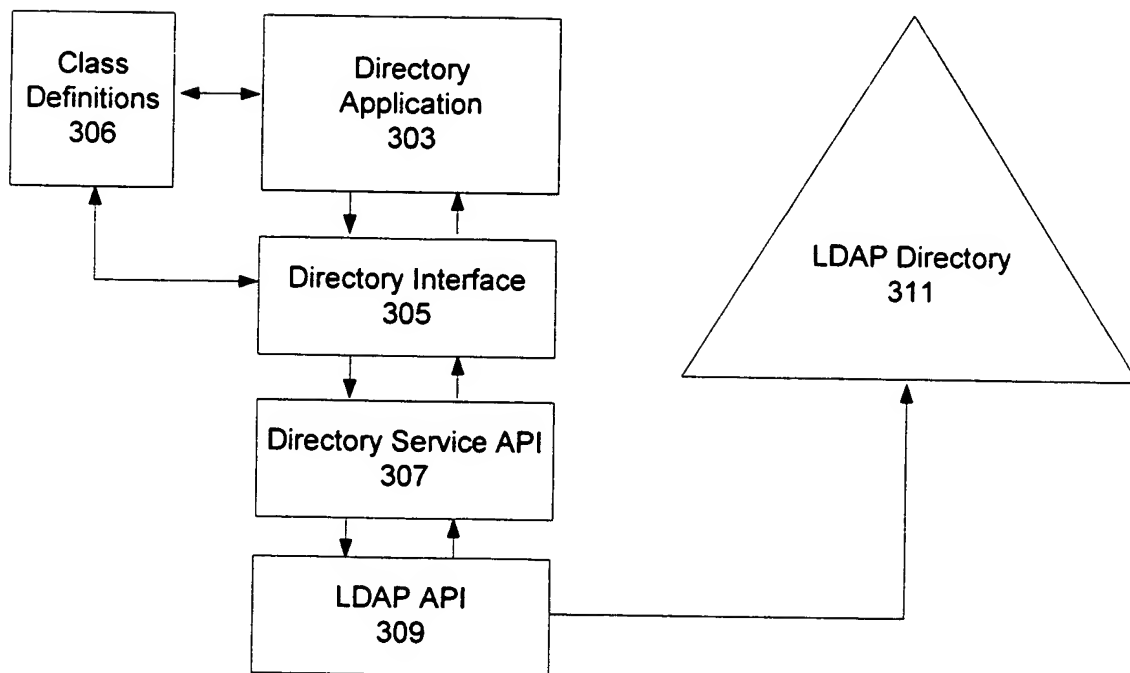 Class
Definitions
306
Directory
Application
303
Directory Interface
305
LDAP Directory
311
Directory Service API
307
LDAP API
309